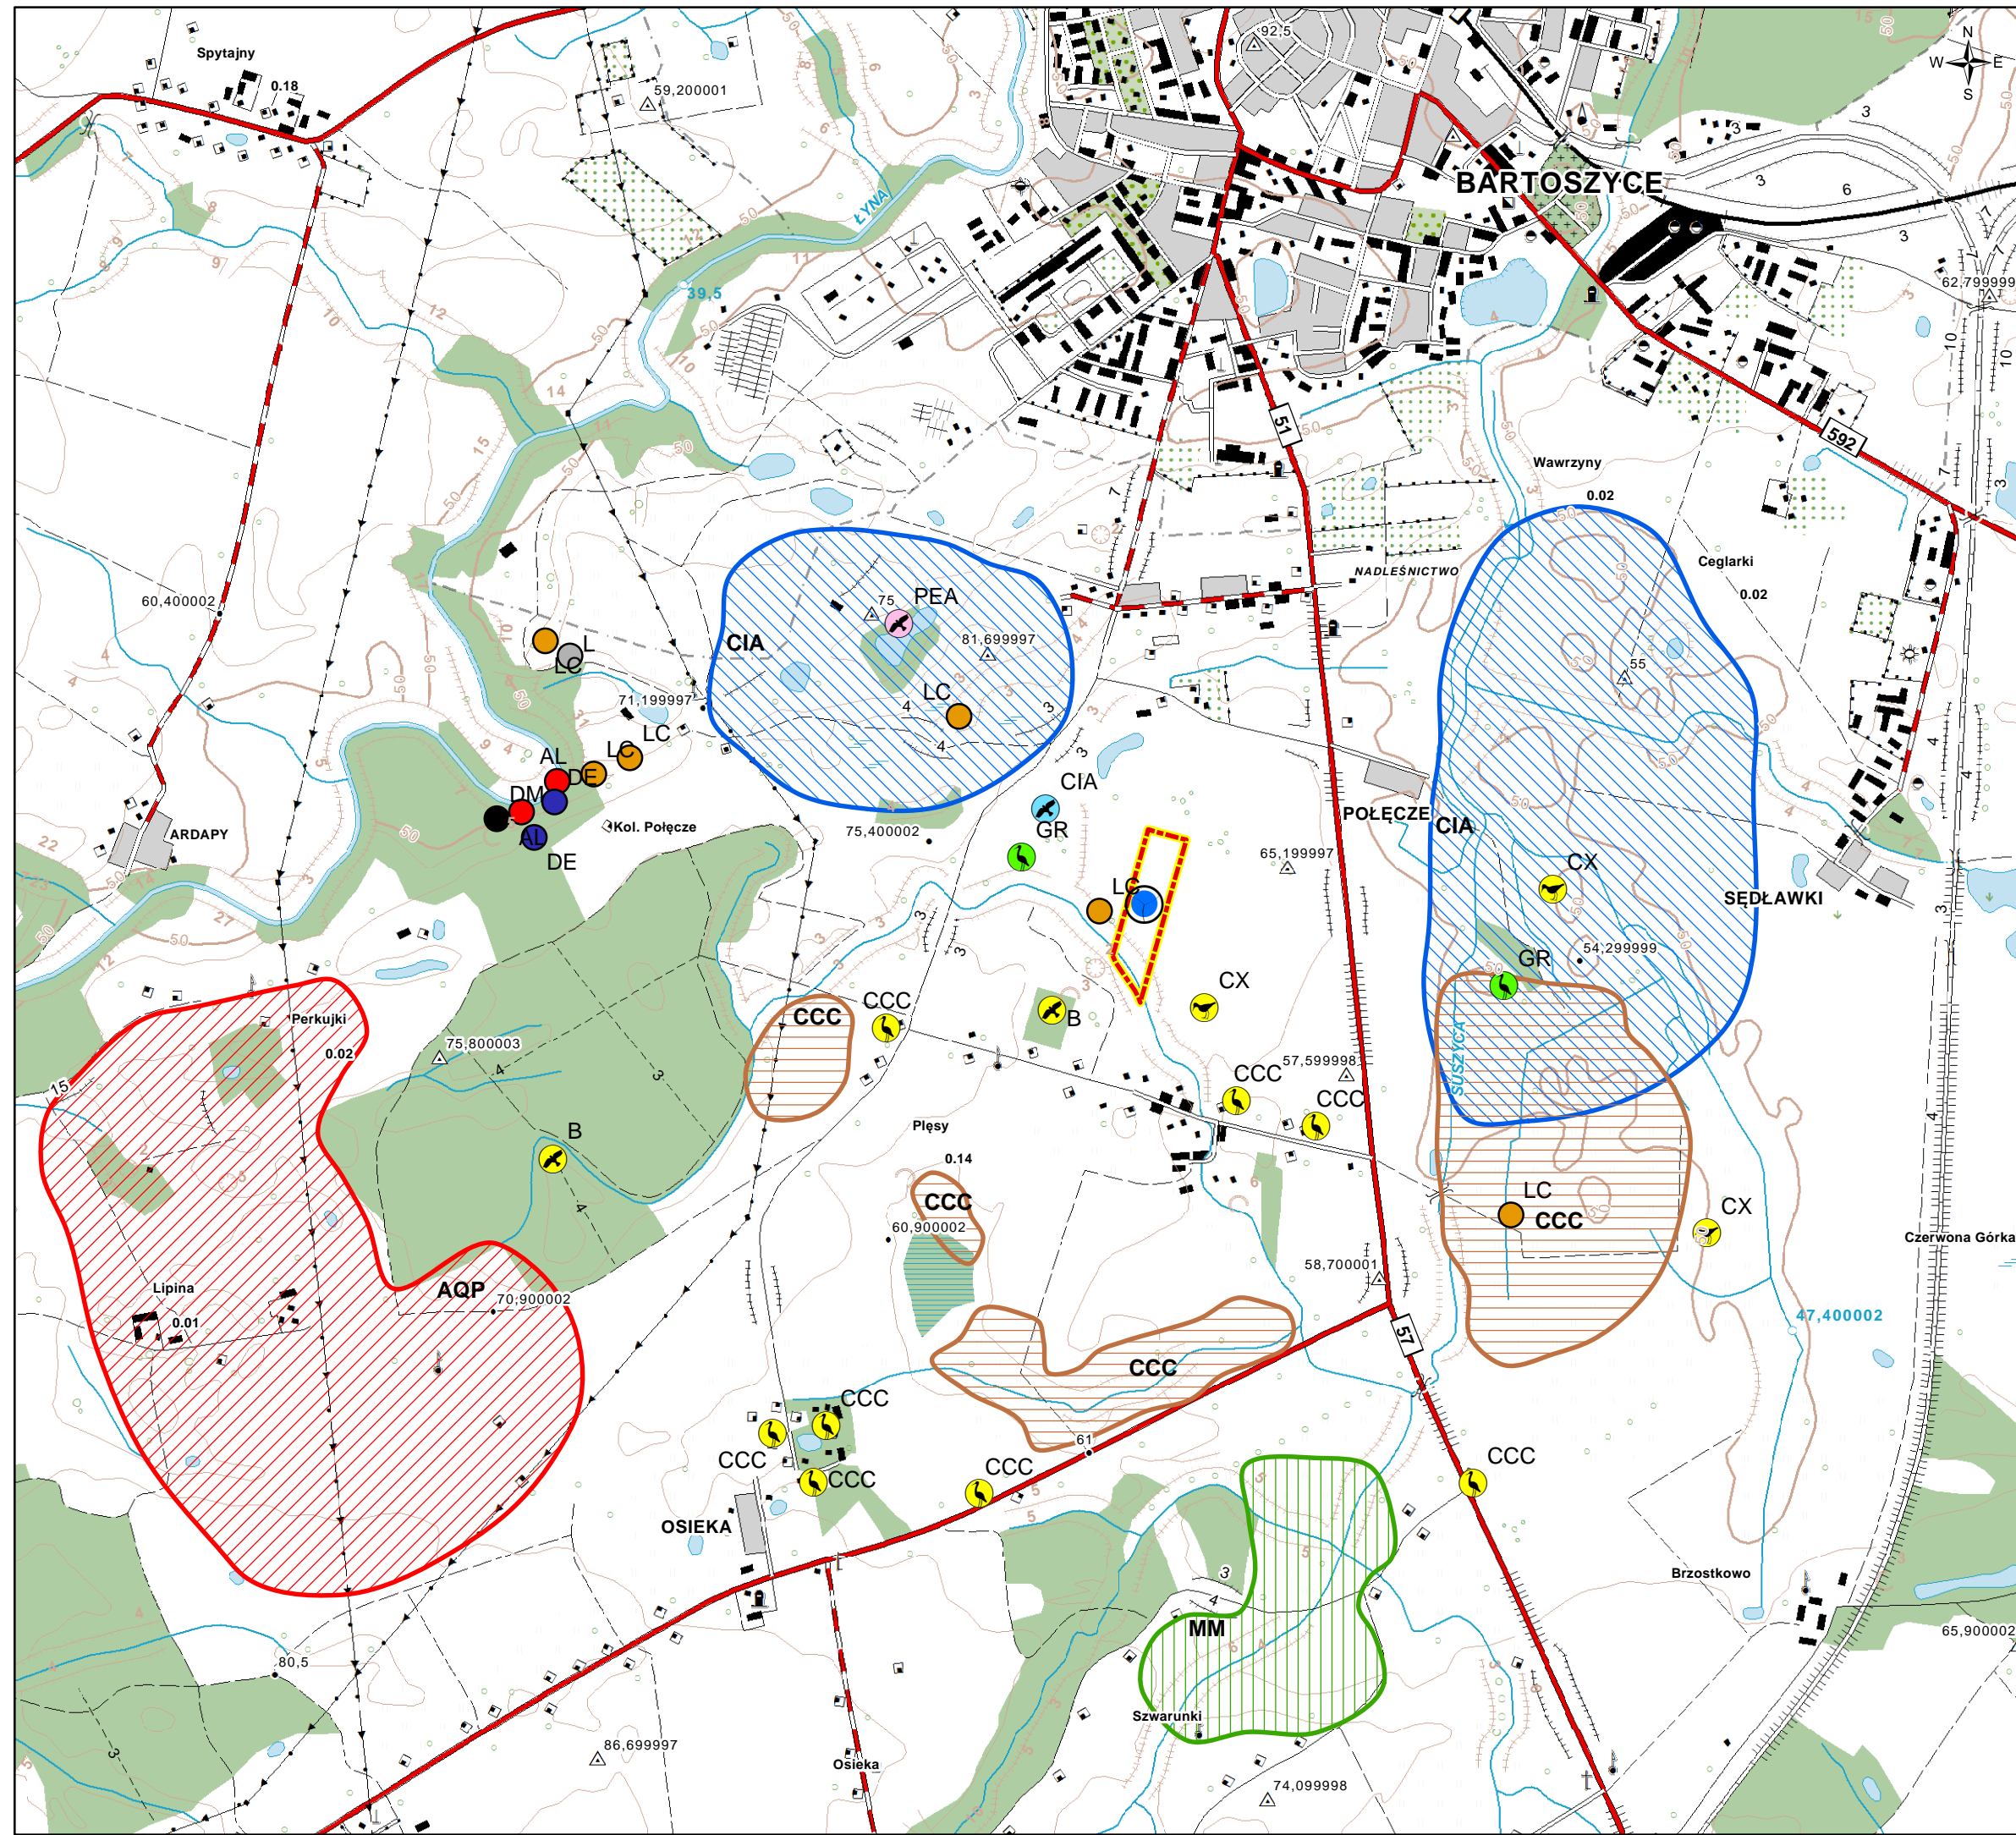 Spytajny
0.18
59,200001
92,5
N
W E
S
BARTOSZYCE
ŁYNA
39,5
62,799999
51
592
Wawrzyny
0.02
Ceglarki
0.02
NADLEŚNICTWO
60,400002
PEA
75
81,699997
CIA
L
LC
71,199997
LC
LC
LC
55
AL
DE
DM
AL
DE
Kol. Połęcze
ARDAPY
CIA
GR
75,400002
65,199997
POŁĘCZE
CIA
CX
SĘDŁAWKI
LC
54,299999
GR
CX
CCC
CCC
B
Perkujki
0.02
75,800003
15
57,599998
CCC
CCC
SUSZYCA
B
Plęsy
0.14
CCC
60,900002
LC
CCC
CX
Czerwona Górka
58,700001
47,400002
Lipina
0.01
AQP
70,900002
57
CCC
CCC
61
CCC
CCC
CCC
CCC
OSIEKA
MM
Brzostkowo
65,900002
80,5
Szwarunki
86,699997
Osieka
74,099998